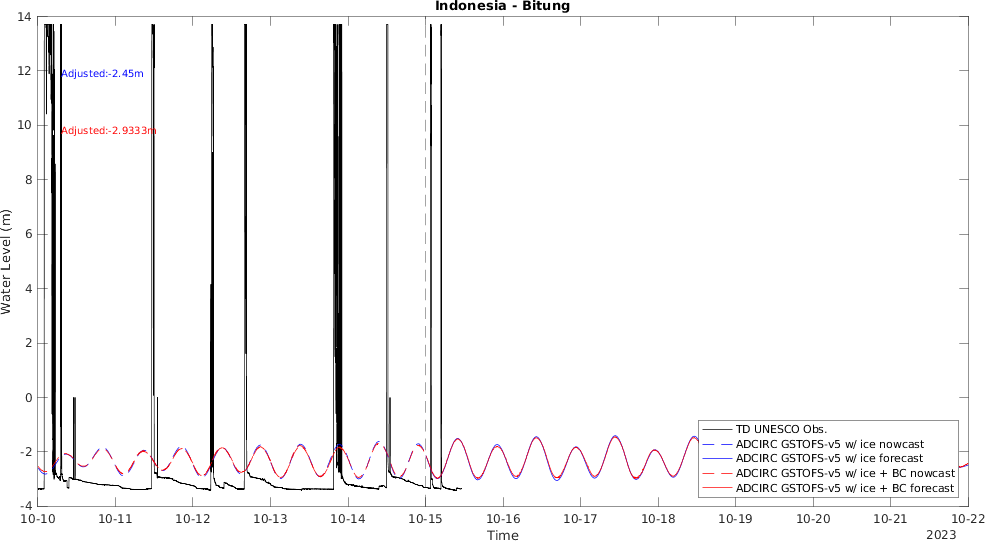 Indonesia - Bitung
14
12
10
8
6
4
2
0
-2
-4
Water Level (m)
Adjusted:-2.45m
Adjusted:-2.9333m
TD UNESCO Obs.
ADCIRC GSTOFS-v5 w/ ice nowcast
ADCIRC GSTOFS-v5 w/ ice forecast
ADCIRC GSTOFS-v5 w/ ice + BC nowcast
ADCIRC GSTOFS-v5 w/ ice + BC forecast
10-10 10-11 10-12 10-13 10-14 10-15 10-16 10-17 10-18 10-19 10-20 10-21 10-22
Time
2023